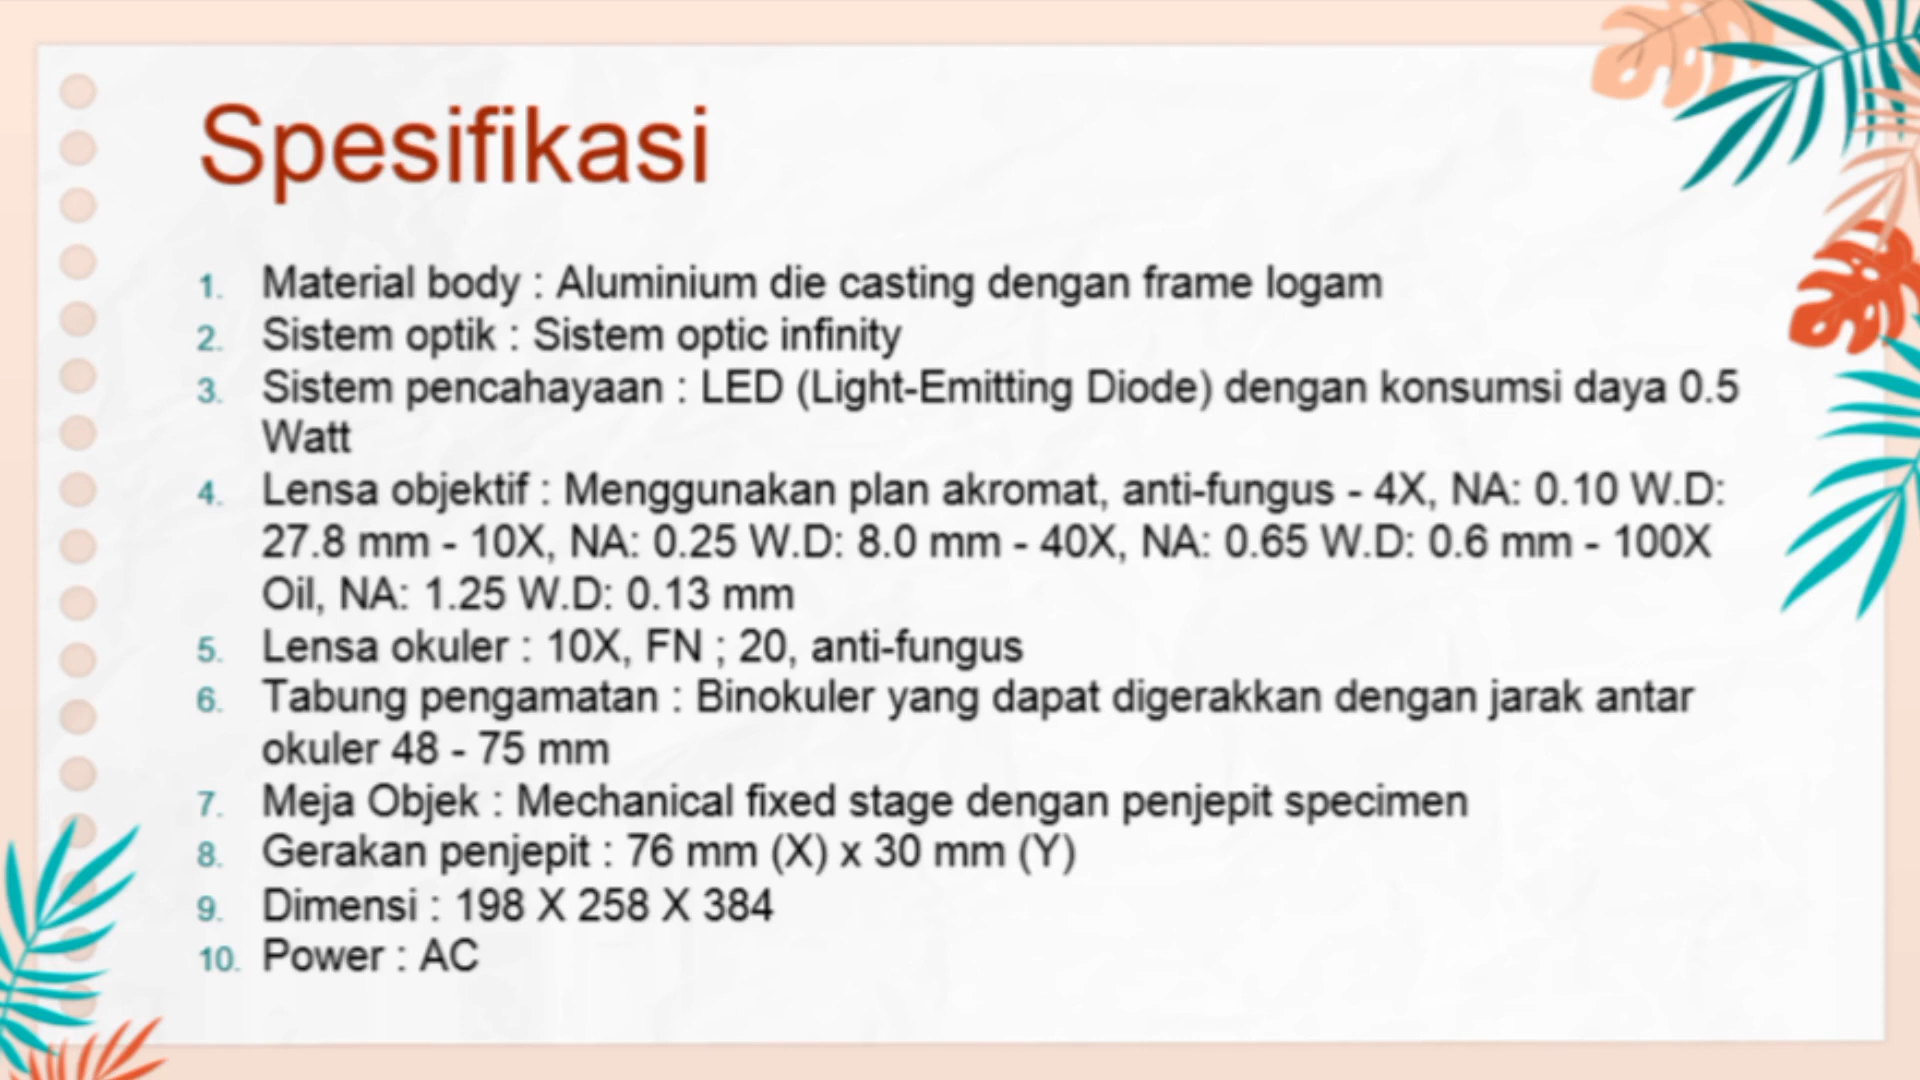 Spesifikasi
1. Material body : Aluminium die casting dengan frame logam
2. Sistem optik : Sistem optic infinity
3. Sistem pencahayaan : LED (Light-Emitting Diode) dengan konsumsi daya 0.5
Watt
4. Lensa objektif : Menggunakan plan akromat, anti-fungus - 4X, NA: 0.10 W.D:
27.8 mm - 10X, NA: 0.25 W.D: 8.0 mm - 40X, NA: 0.65 W.D: 0.6 mm - 100X
Oil, NA: 1.25 W.D: 0.13 mm
5. Lensa okuler : 10X, FN ; 20, anti-fungus
6. Tabung pengamatan : Binokuler yang dapat digerakkan dengan jarak antar
okuler 48 - 75 mm
7. Meja Objek : Mechanical fixed stage dengan penjepit specimen
8. Gerakan penjepit : 76 mm (X) x 30 mm (Y)
9. Dimensi : 198 X 258 X 384
10. Power : AC